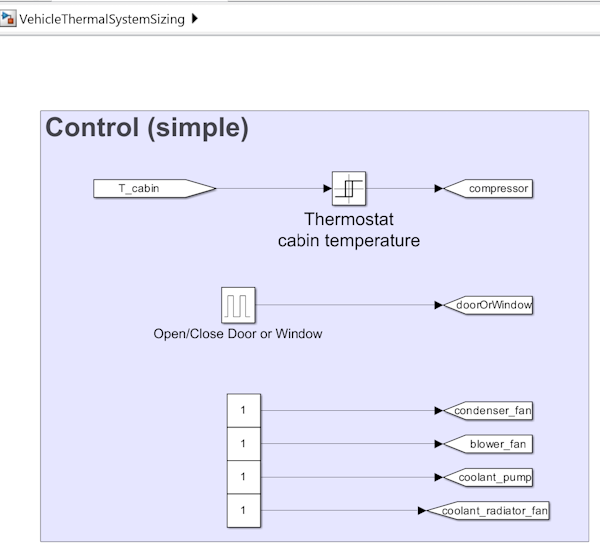 VehicleThermalSystemSizing
Control (simple)
T_cabin
compressor
Thermostat
cabin temperature
doorOrWindow
Open/Close Door or Window
1
condenser_fan
1
blower_fan
1
coolant_pump
1
coolant_radiator_fan